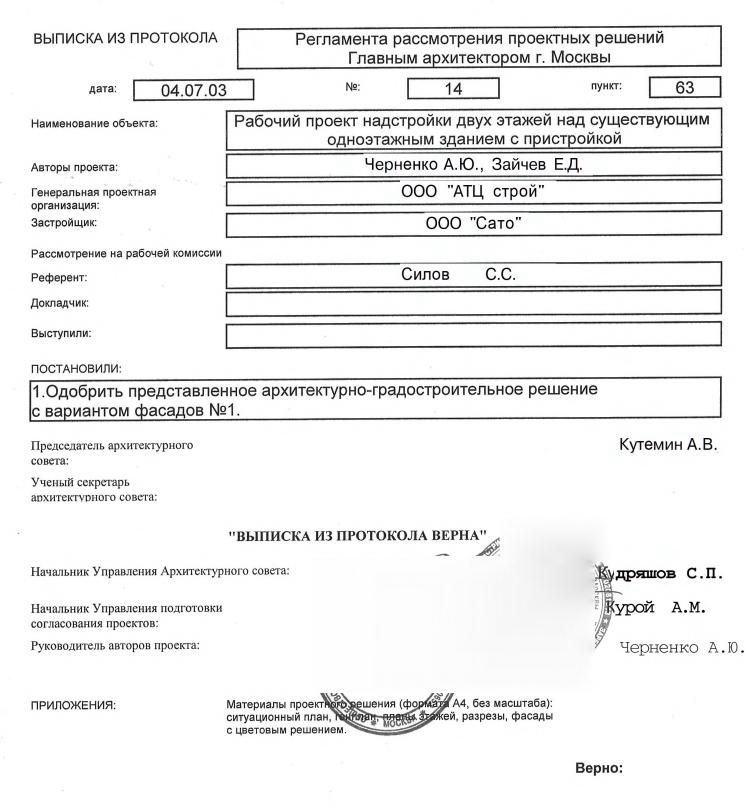 ВЫПИСКА ИЗ ПРОТОКОЛА
Регламента рассмотрения проектных решений
Главным архитектором г. Москвы
дата: 04.07.03 №: 14 пункт: 63
Наименование объекта:
Рабочий проект надстройки двух этажей над существующим
одноэтажным зданием с пристройкой
Авторы проекта: Черненко А.Ю., Зайчев Е.Д.
Генеральная проектная
организация:
ООО "АТЦ строй"
Застройщик: ООО "Сато"
Рассмотрение на рабочей комиссии
Референт: Силов С.С.
Докладчик:
Выступили:
ПОСТАНОВИЛИ:
1.Одобрить представленное архитектурно-градостроительное решение
с вариантом фасадов №1.
Председатель архитектурного
совета:
Кутемин А.В.
Ученый секретарь
архитектурного совета:
"ВЫПИСКА ИЗ ПРОТОКОЛА ВЕРНА"
Начальник Управления Архитектурного совета: Кудряшов С.П.
Начальник Управления подготовки
согласования проектов:
Курой А.М.
Руководитель авторов проекта: Черненко А.Ю.
ПРИЛОЖЕНИЯ:
Материалы проектного решения (формата А4, без масштаба):
ситуационный план, генплан, планы этажей, разрезы, фасады
с цветовым решением.
МОСКВА
Верно: